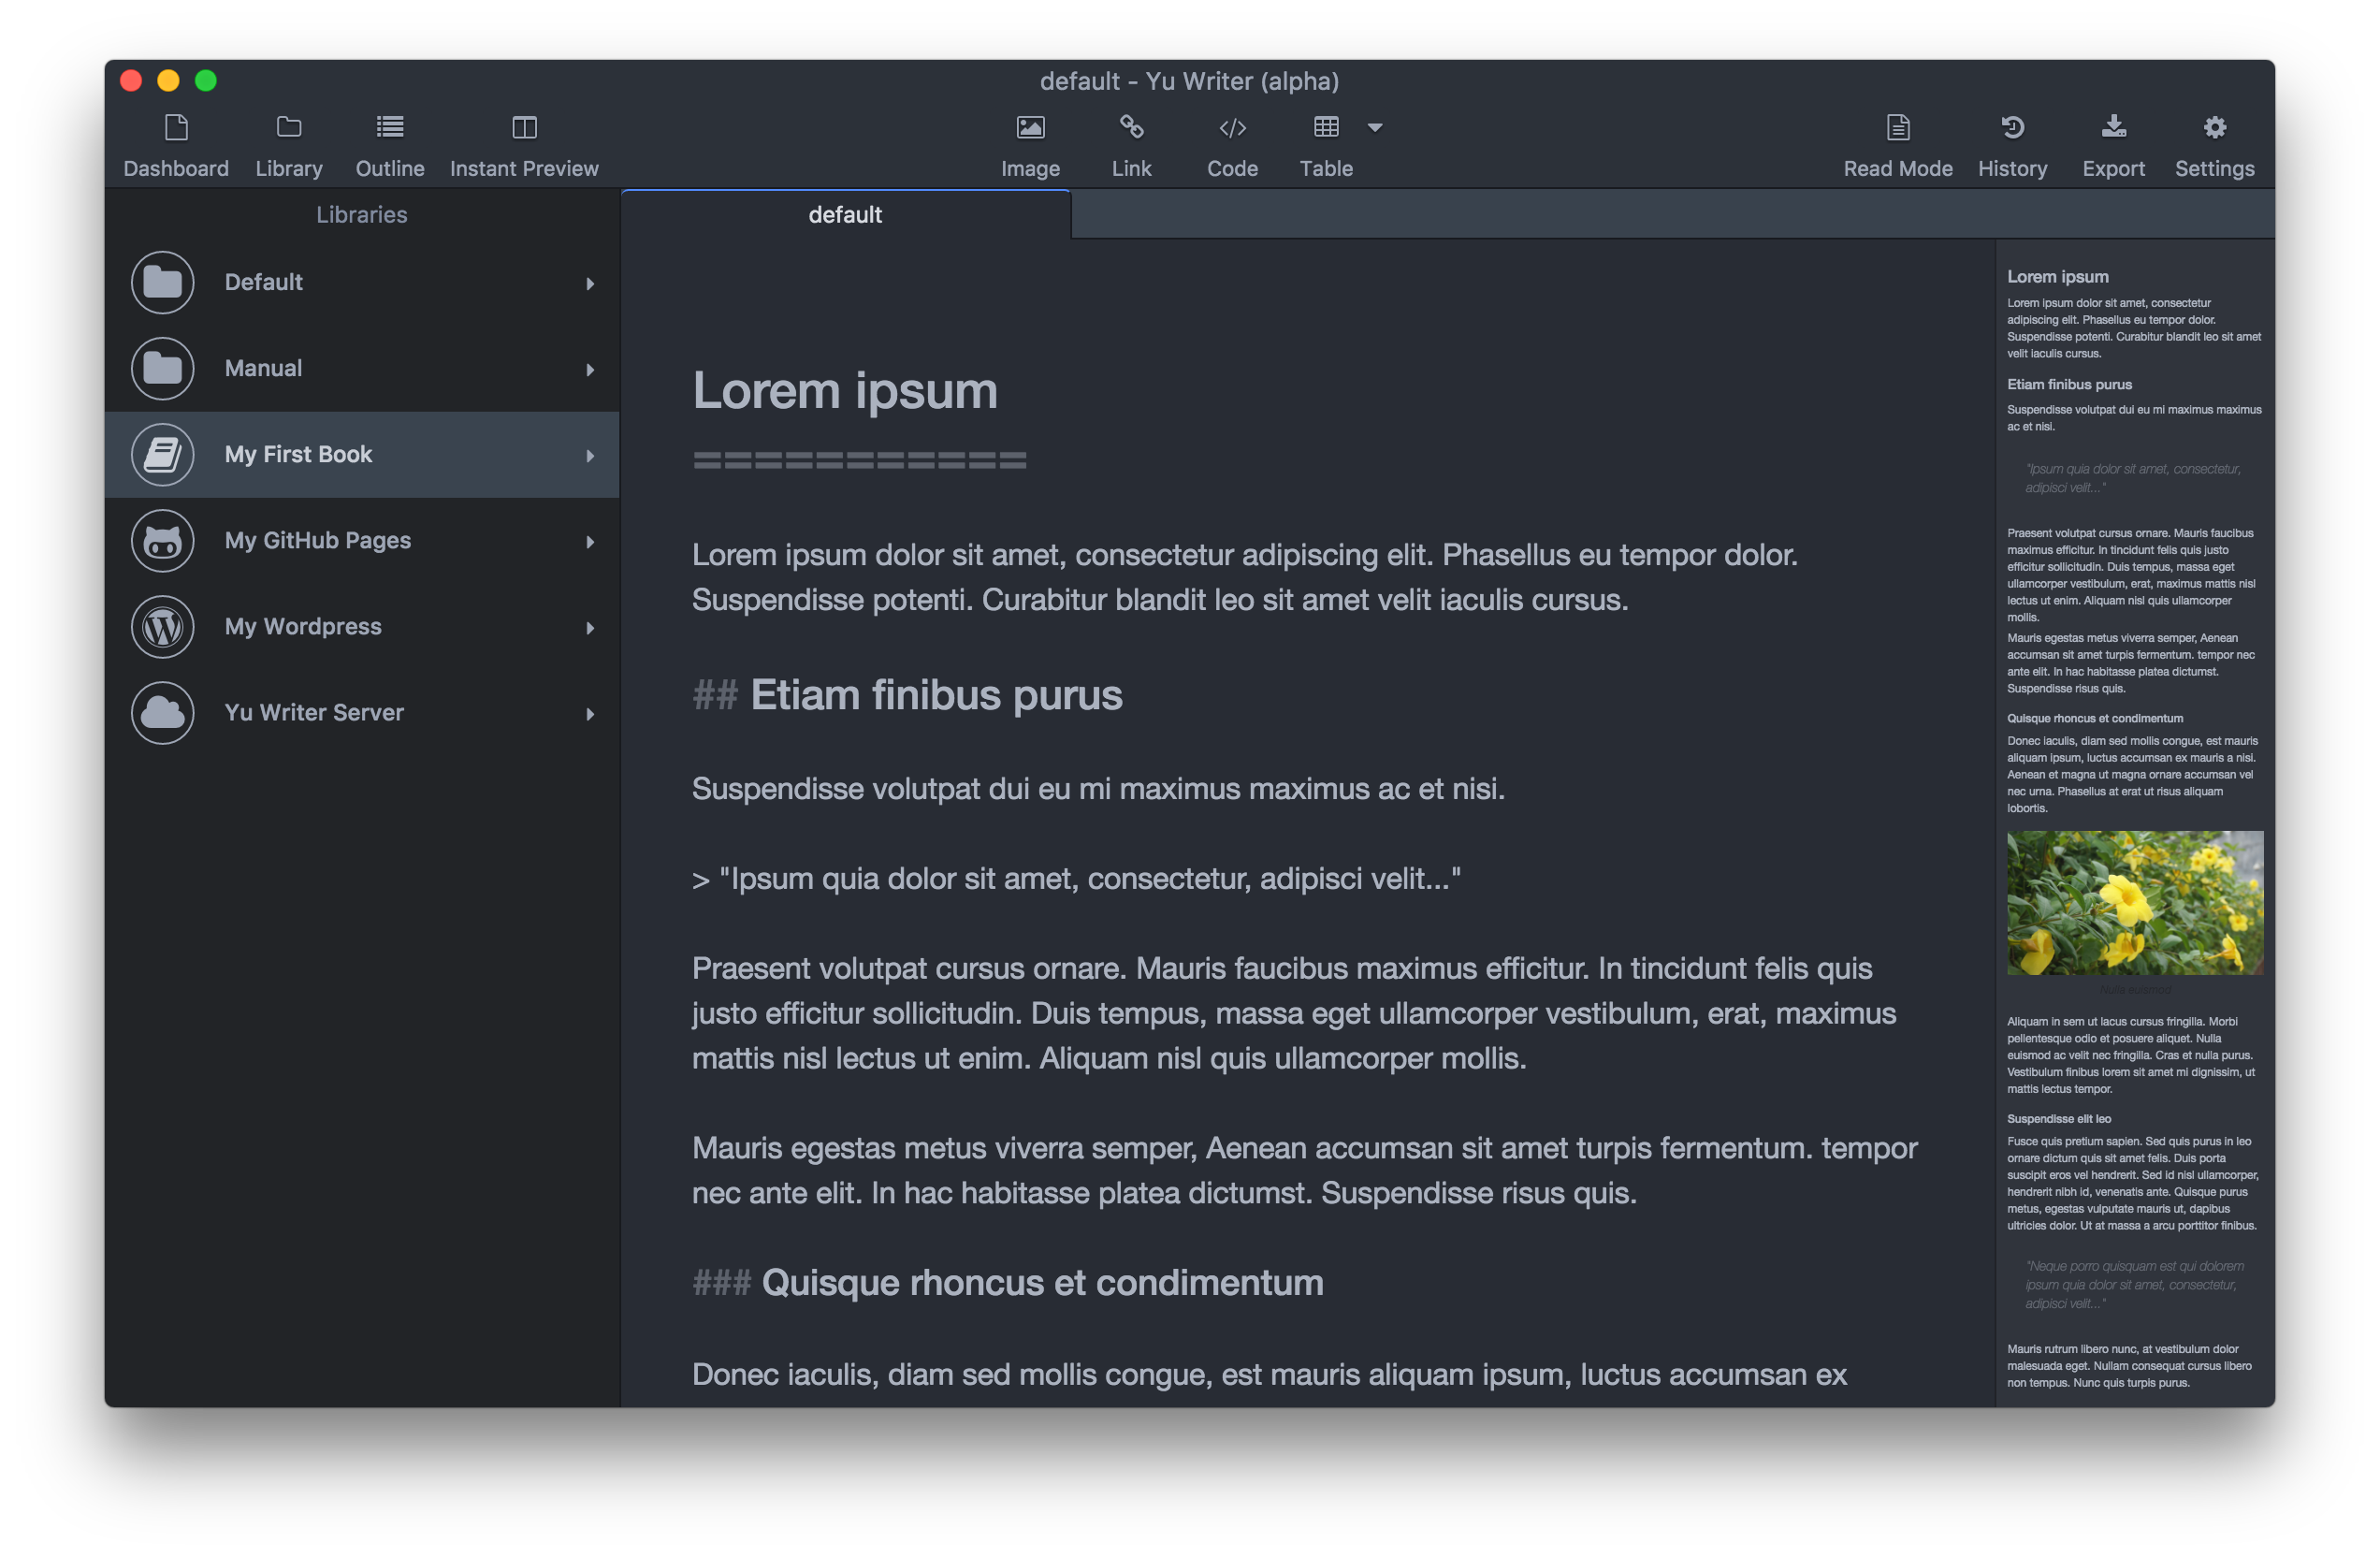 default - Yu Writer (alpha)
Dashboard Library Outline Instant Preview Image Link Code Table Read Mode History Export Settings
Libraries
Default
Manual
My First Book
My GitHub Pages
My Wordpress
Yu Writer Server
default
Lorem ipsum
===========
Lorem ipsum dolor sit amet, consectetur adipiscing elit. Phasellus eu tempor dolor.
Suspendisse potenti. Curabitur blandit leo sit amet velit iaculis cursus.
## Etiam finibus purus
Suspendisse volutpat dui eu mi maximus maximus ac et nisi.
> "Ipsum quia dolor sit amet, consectetur, adipisci velit..."
Praesent volutpat cursus ornare. Mauris faucibus maximus efficitur. In tincidunt felis quis
justo efficitur sollicitudin. Duis tempus, massa eget ullamcorper vestibulum, erat, maximus
mattis nisl lectus ut enim. Aliquam nisl quis ullamcorper mollis.
Mauris egestas metus viverra semper, Aenean accumsan sit amet turpis fermentum. tempor
nec ante elit. In hac habitasse platea dictumst. Suspendisse risus quis.
### Quisque rhoncus et condimentum
Donec iaculis, diam sed mollis congue, est mauris aliquam ipsum, luctus accumsan ex
Lorem ipsum
Lorem ipsum dolor sit amet, consectetur
adipiscing elit. Phasellus eu tempor dolor.
Suspendisse potenti. Curabitur blandit leo sit amet
velit iaculis cursus.
Etiam finibus purus
Suspendisse volutpat dui eu mi maximus maximus
ac et nisi.
"Ipsum quia dolor sit amet, consectetur,
adipisci velit..."
Praesent volutpat cursus ornare. Mauris faucibus
maximus efficitur. In tincidunt felis quis justo
efficitur sollicitudin. Duis tempus, massa eget
ullamcorper vestibulum, erat, maximus mattis nisl
lectus ut enim. Aliquam nisl quis ullamcorper
mollis.
Mauris egestas metus viverra semper, Aenean
accumsan sit amet turpis fermentum. tempor nec
ante elit. In hac habitasse platea dictumst.
Suspendisse risus quis.
Quisque rhoncus et condimentum
Donec iaculis, diam sed mollis congue, est mauris
aliquam ipsum, luctus accumsan ex mauris a nisi.
Aenean et magna ut magna ornare accumsan vel
nec urna. Phasellus at erat ut risus aliquam
lobortis.
Nulla euismod
Aliquam in sem ut lacus cursus fringilla. Morbi
pellentesque odio et posuere aliquet. Nulla
euismod ac velit nec fringilla. Cras et nulla purus.
Vestibulum finibus lorem sit amet mi dignissim, ut
mattis lectus tempor.
Suspendisse elit leo
Fusce quis pretium sapien. Sed quis purus in leo
ornare dictum quis sit amet felis. Duis porta
suscipit eros vel hendrerit. Sed id nisl ullamcorper,
hendrerit nibh id, venenatis ante. Quisque purus
metus, egestas vulputate mauris ut, dapibus
ultricies dolor. Ut at massa a arcu porttitor finibus.
"Neque porro quisquam est qui dolorem
ipsum quia dolor sit amet, consectetur,
adipisci velit..."
Mauris rutrum libero nunc, at vestibulum dolor
malesuada eget. Nullam consequat cursus libero
non tempus. Nunc quis turpis purus.